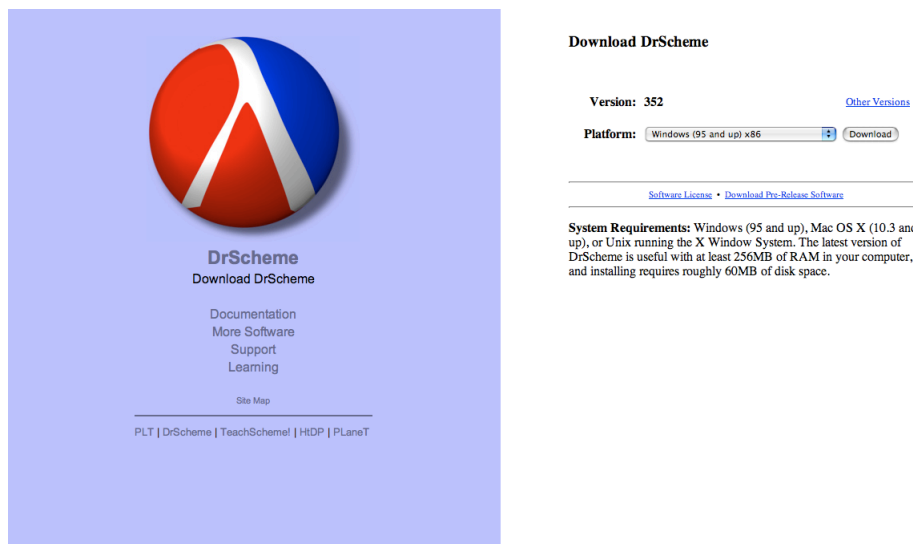 DrScheme
Download DrScheme
Documentation
More Software
Support
Learning
Site Map
PLT | DrScheme | TeachScheme! | HtDP | PLaneT
Download DrScheme
Version: 352 Other Versions
Platform: Windows (95 and up) x86 Download
Software License • Download Pre-Release Software
System Requirements: Windows (95 and up), Mac OS X (10.3 and
up), or Unix running the X Window System. The latest version of
DrScheme is useful with at least 256MB of RAM in your computer,
and installing requires roughly 60MB of disk space.